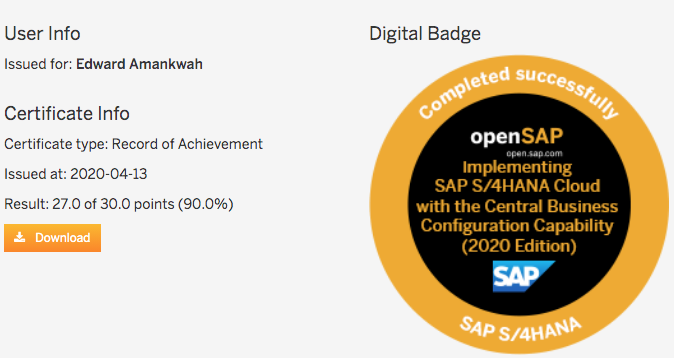 User Info
Issued for: Edward Amankwah
Certificate Info
Certificate type: Record of Achievement
Issued at: 2020-04-13
Result: 27.0 of 30.0 points (90.0%)
Download
Digital Badge
Completed successfully
openSAP
open.sap.com
Implementing
SAP S/4HANA Cloud
with the Central Business
Configuration Capability
(2020 Edition)
SAP
SAP S/4HANA